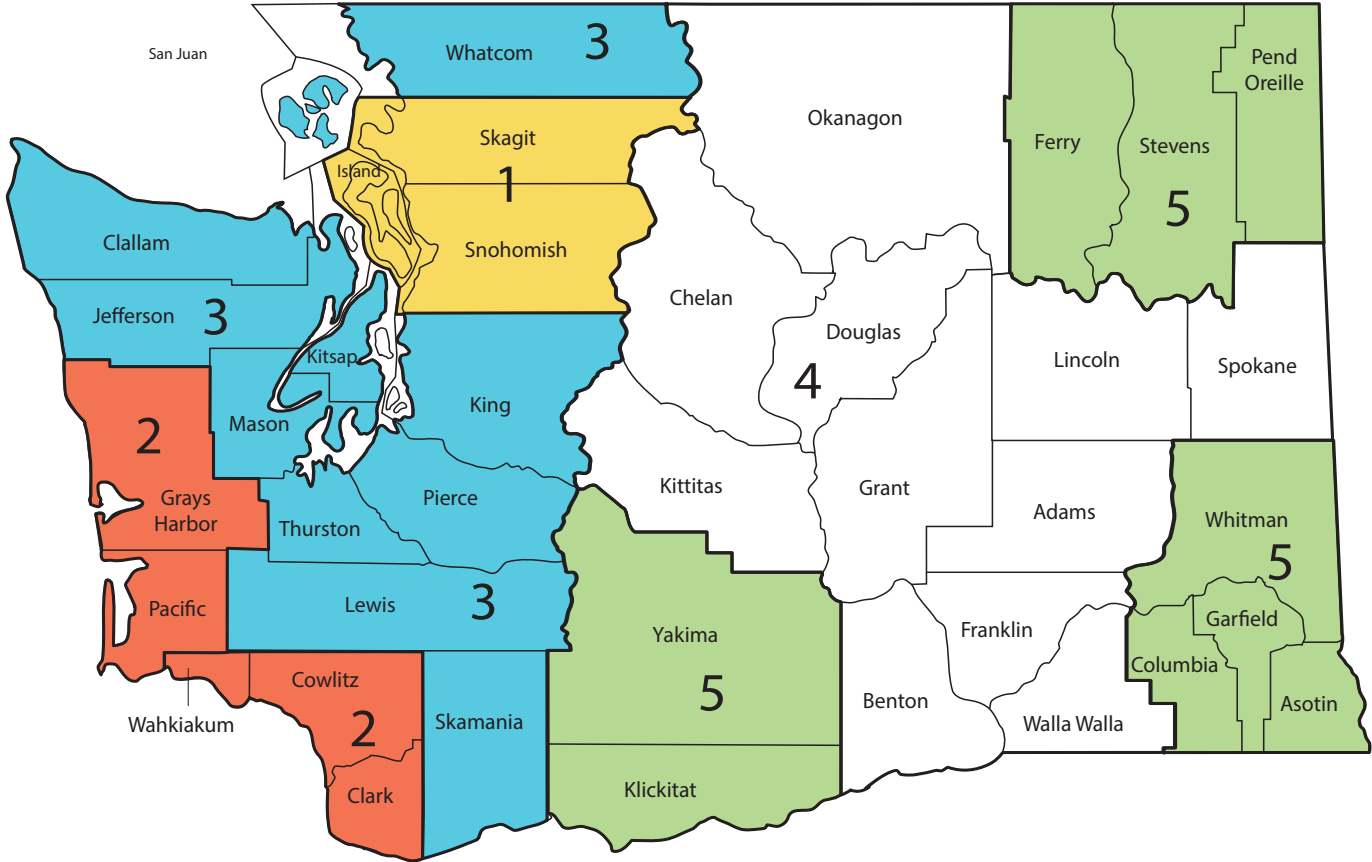 San Juan
Whatcom
3
Pend
Oreille
Okanagon
Skagit
Ferry
Stevens
Island
1
5
Clallam
Snohomish
Chelan
Jefferson
3
Douglas
Kitsap
Lincoln
Spokane
4
King
Mason
2
Kittitas
Grant
Grays
Harbor
Pierce
Adams
Whitman
Thurston
5
Lewis
3
Pacific
Yakima
Franklin
Garfield
Columbia
Cowlitz
5
Benton
Asotin
Wahkiakum
2
Skamania
Walla Walla
Clark
Klickitat